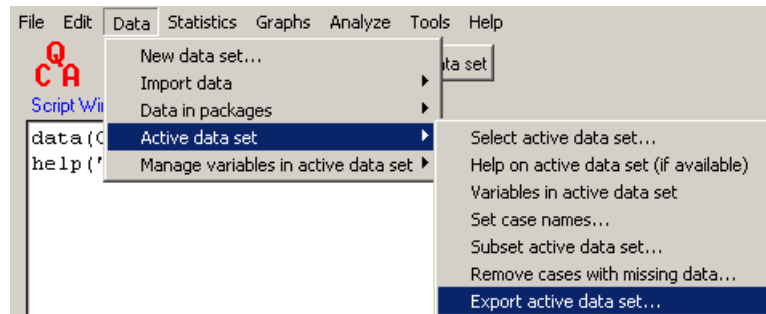 File Edit Data Statistics Graphs Analyze Tools Help
QCA
New data set...
ta set
Import data
Script Wi
Data in packages
data(
Active data set
Select active data set...
help("
Manage variables in active data set
Help on active data set (if available)
Variables in active data set
Set case names...
Subset active data set...
Remove cases with missing data...
Export active data set...